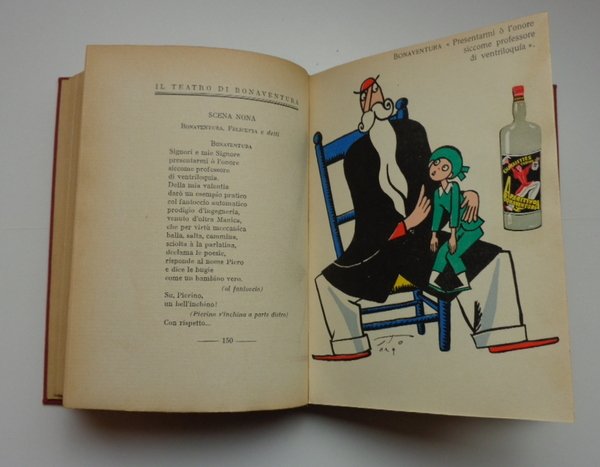 IL TEATRO DI BONAVENTURA
SCENA NONA
BONAVENTURA, FELICETTA e detti
BONAVENTURA
Signori e mie Signore
presentarmi ò l'onore
siccome professore
di ventriloquia.
Della mia valentia
darò un esempio pratico
col fantoccio automatico
prodigio d'ingegneria,
venuto d'oltre Manica,
che per virtù meccanica
balla, salta, cammina,
sciolta à la parlatina,
declama le poesie,
risponde al nome Piero
e dice le bugie
come un bambino vero.
(al fantoccio)
Su, Pierino,
un bell'inchino!
(Pierino s'inchina a parte dietro)
Con rispetto...
150
BONAVENTURA « Presentarmi ò l'onore
siccome professore
di ventriloquia ».
APERITIVO
STO